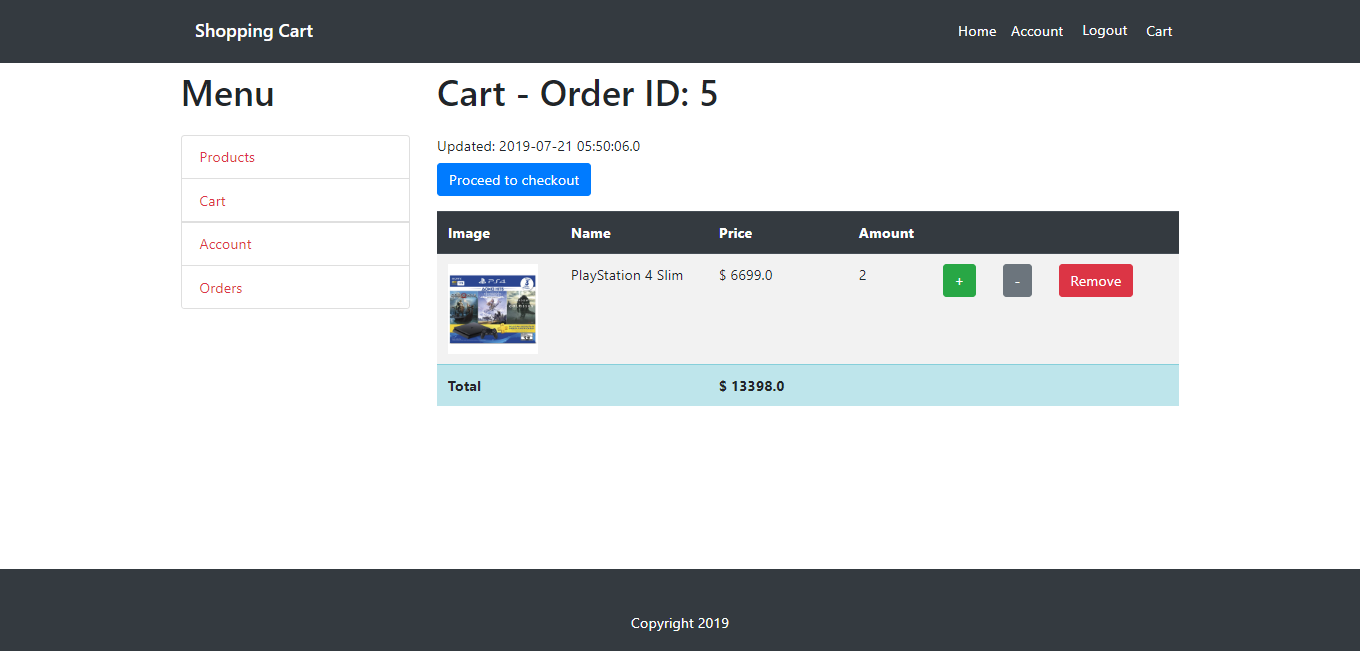 Shopping Cart
Home Account Logout Cart
Menu
Products
Cart
Account
Orders
Cart - Order ID: 5
Updated: 2019-07-21 05:50:06.0
Proceed to checkout
Image Name Price Amount
PS4
PlayStation 4 Slim $ 6699.0 2 + - Remove
Total $ 13398.0
Copyright 2019